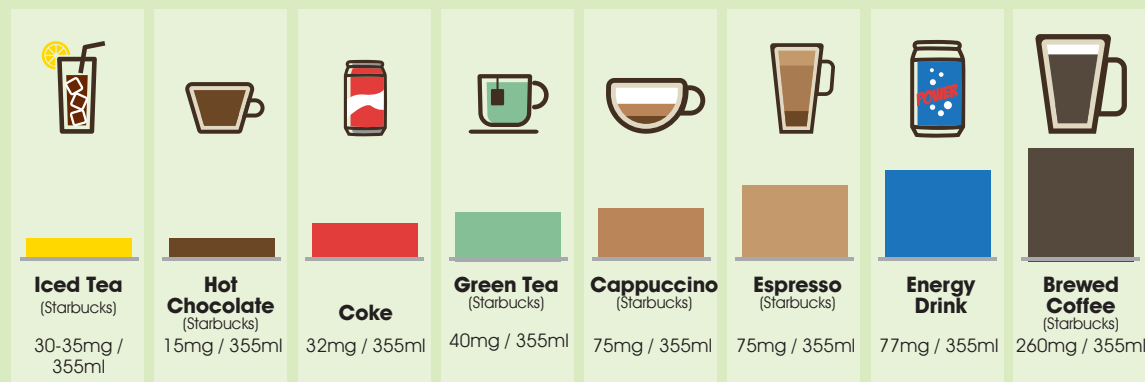 POWER
Iced Tea
(Starbucks)
30-35mg /
355ml
Hot
Chocolate
(Starbucks)
15mg / 355ml
Coke
32mg / 355ml
Green Tea
(Starbucks)
40mg / 355ml
Cappuccino
(Starbucks)
75mg / 355ml
Espresso
(Starbucks)
75mg / 355ml
Energy
Drink
77mg / 355ml
Brewed
Coffee
(Starbucks)
260mg / 355ml